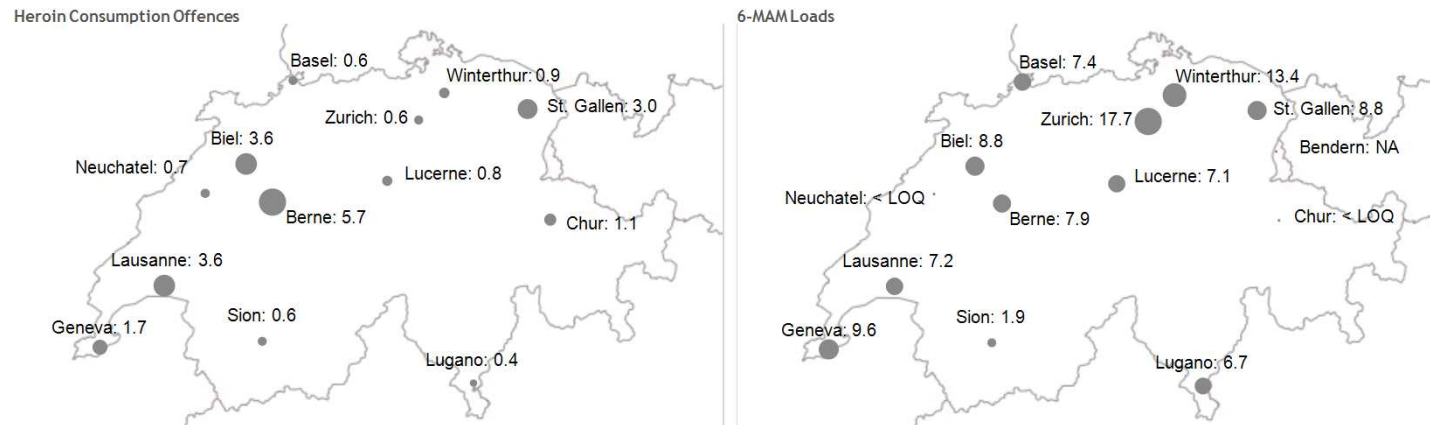 Heroin Consumption Offences
Basel: 0.6
Winterthur: 0.9
St. Gallen: 3.0
Zurich: 0.6
Biel: 3.6
Neuchatel: 0.7
Lucerne: 0.8
Berne: 5.7
Chur: 1.1
Lausanne: 3.6
Sion: 0.6
Geneva: 1.7
Lugano: 0.4
6-MAM Loads
Basel: 7.4
Winterthur: 13.4
St. Gallen: 8.8
Zurich: 17.7
Biel: 8.8
Bendern: NA
Lucerne: 7.1
Neuchatel: < LOQ
Berne: 7.9
Chur: < LOQ
Lausanne: 7.2
Sion: 1.9
Geneva: 9.6
Lugano: 6.7